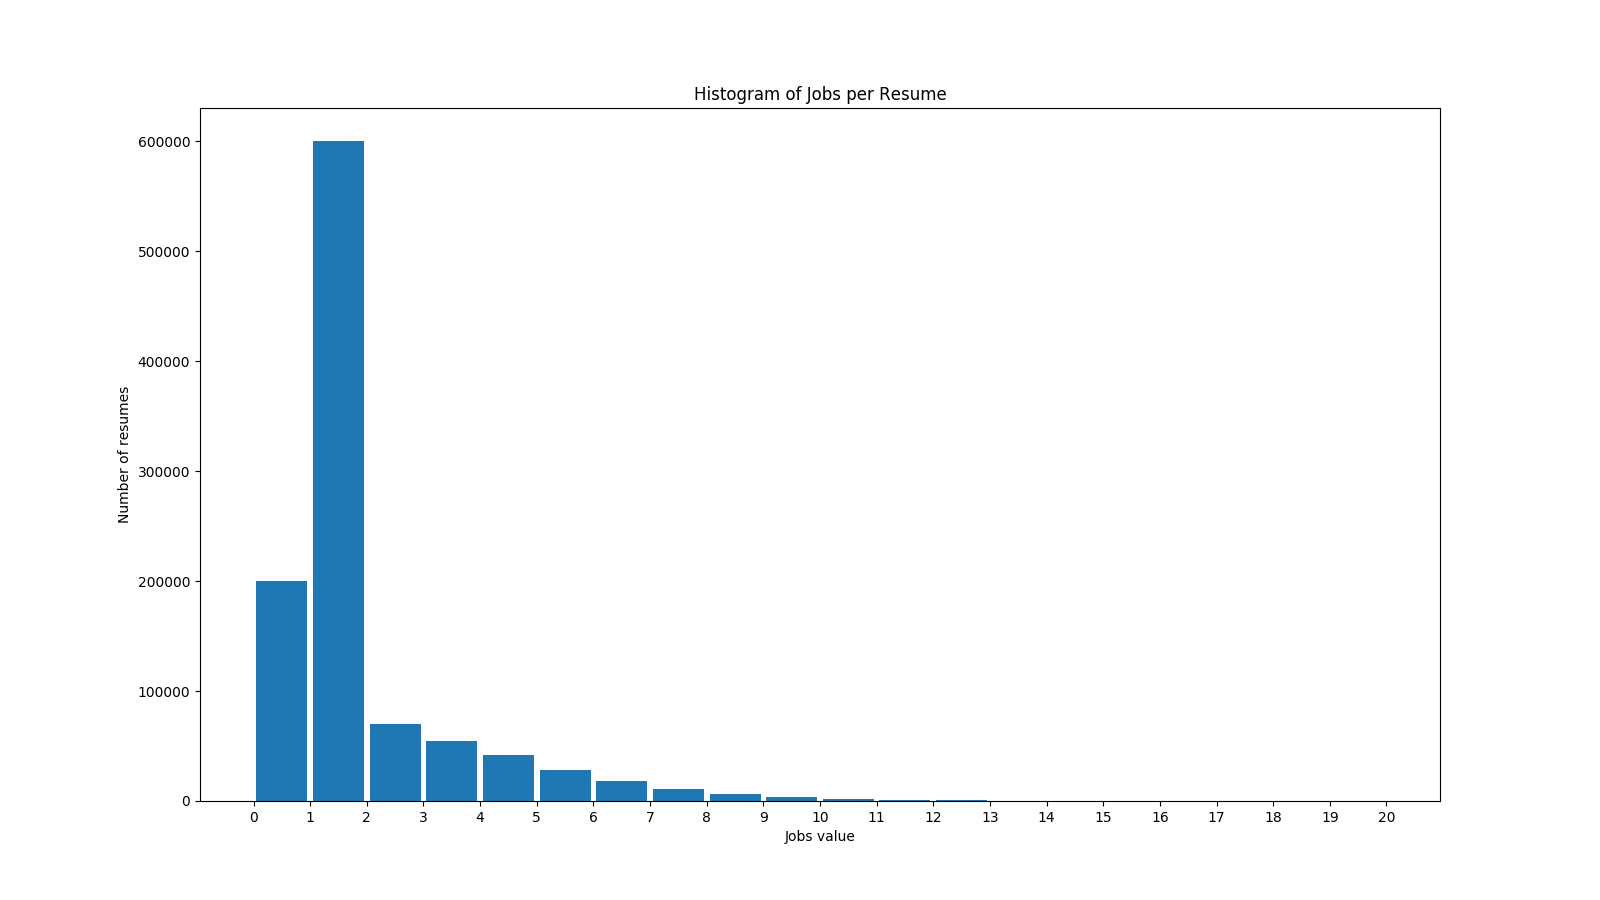 Histogram of Jobs per Resume
600000
500000
400000
300000
200000
100000
0
Number of resumes
0 1 2 3 4 5 6 7 8 9 10 11 12 13 14 15 16 17 18 19 20
Jobs value